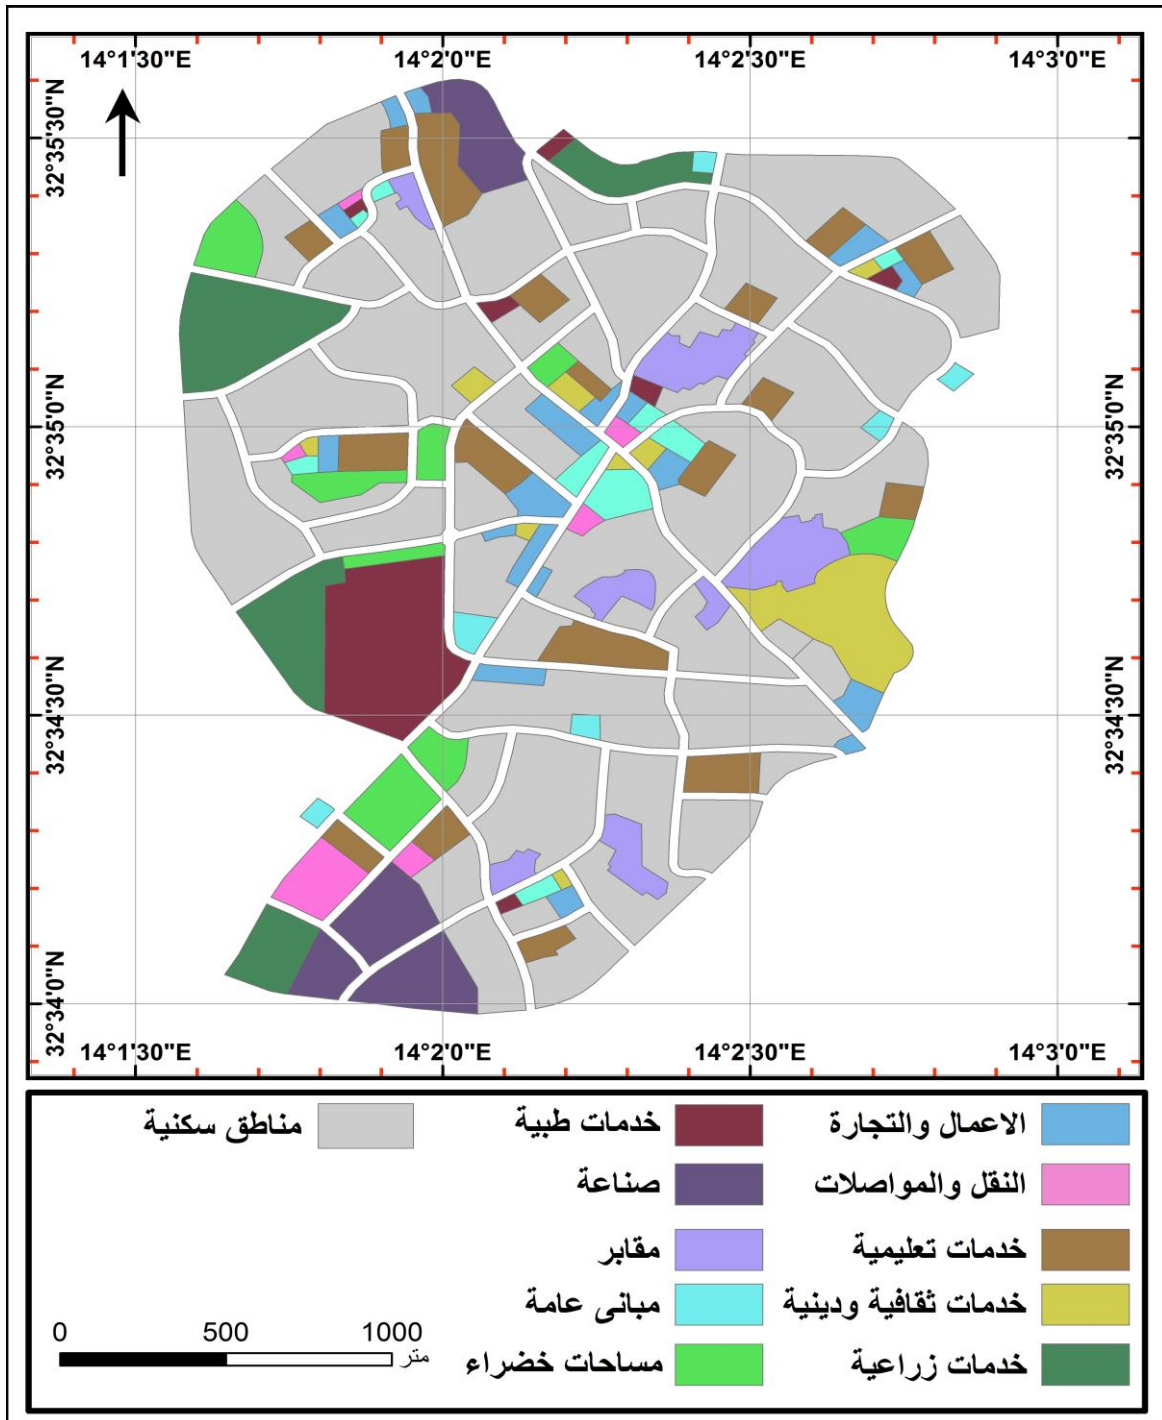 14°1'30"E 14°2'0"E 14°2'30"E 14°3'0"E
32°35'30"N 32°35'30"N
32°35'0"N 32°35'0"N
32°34'30"N 32°34'30"N
32°34'0"N
14°1'30"E 14°2'0"E 14°2'30"E 14°3'0"E
الاعمال والتجارة
خدمات طبية
مناطق سكنية
النقل والمواصلات
صناعة
خدمات تعليمية
مقابر
خدمات ثقافية ودينية
مبانى عامة
خدمات زراعية
مساحات خضراء
0 500 1000
متر